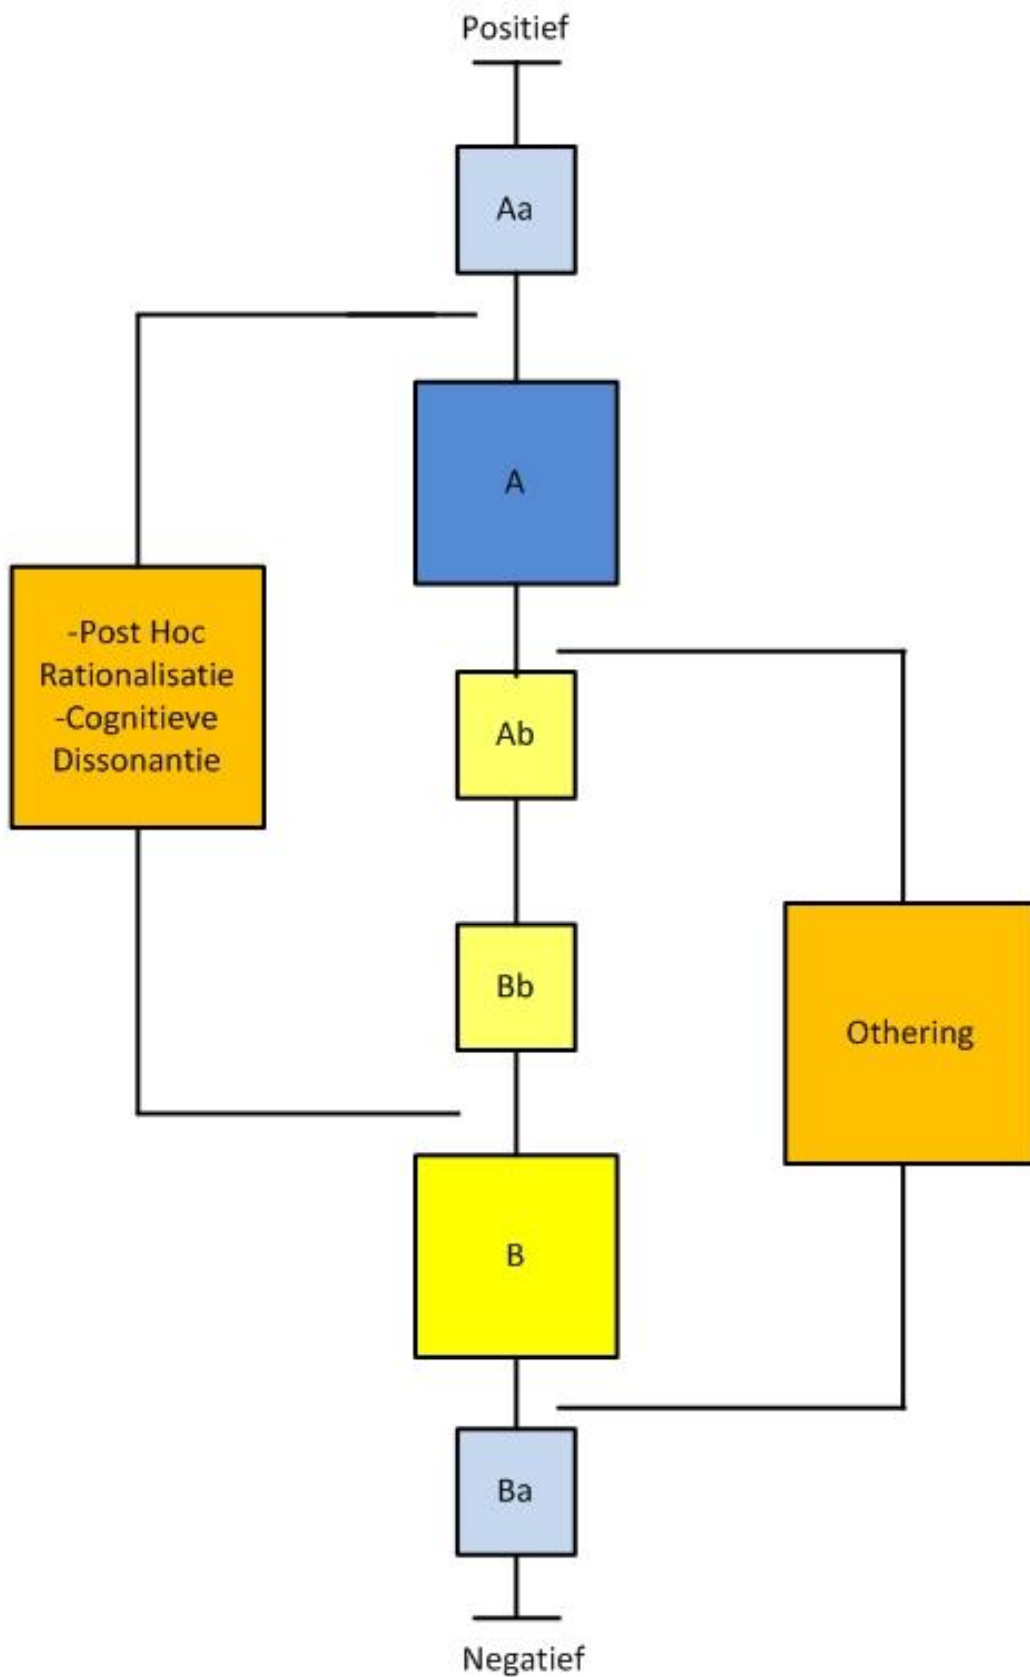 Positief
Aa
A
-Post Hoc
Rationalisatie
-Cognitieve
Dissonantie
Ab
Bb
Othering
B
Ba
Negatief